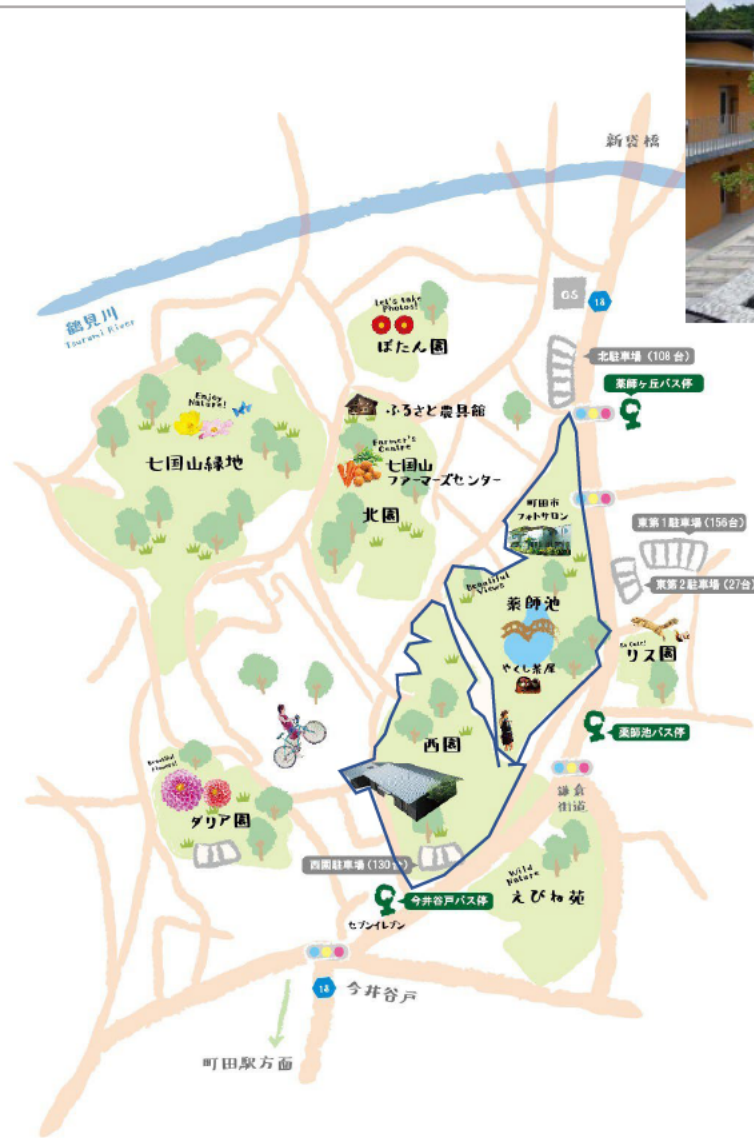 新袋橋
鶴見川
Tsurumi River
GS
18
Let's take
Photos!
ぼたん園
北駐車場（108台）
薬師ヶ丘バス停
Enjoy
Nature!
七国山緑地
ふるさと農具館
Farmer's
Centre
七国山
ファーマーズセンター
北園
町田市
フォトサロン
東第1駐車場（156台）
東第2駐車場（27台）
Beautiful
Views
薬師池
やくし茶屋
So Cute!
リス園
薬師池バス停
西園
鎌倉
街道
Beautiful
Flowers!
ダリア園
西園駐車場（130台）
Wild
Nature
えびね苑
今井谷戸バス停
セブンイレブン
18
今井谷戸
町田駅方面